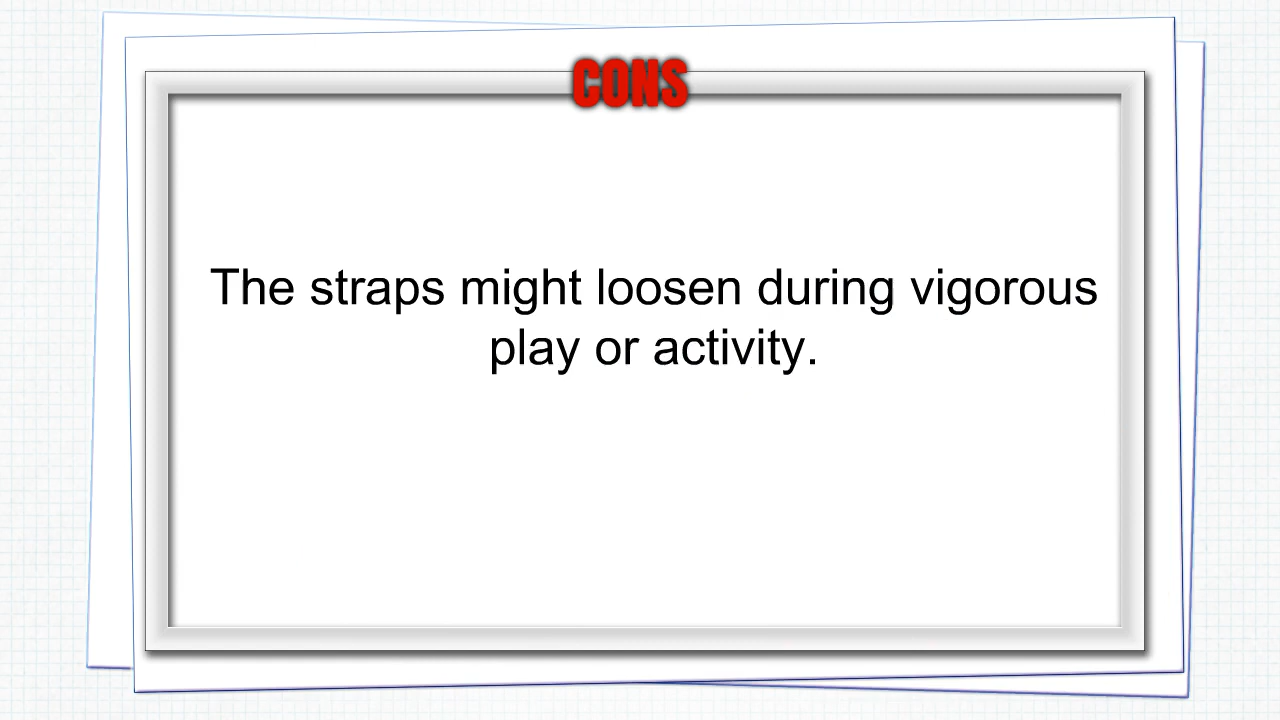 CONS
The straps might loosen during vigorous
play or activity.